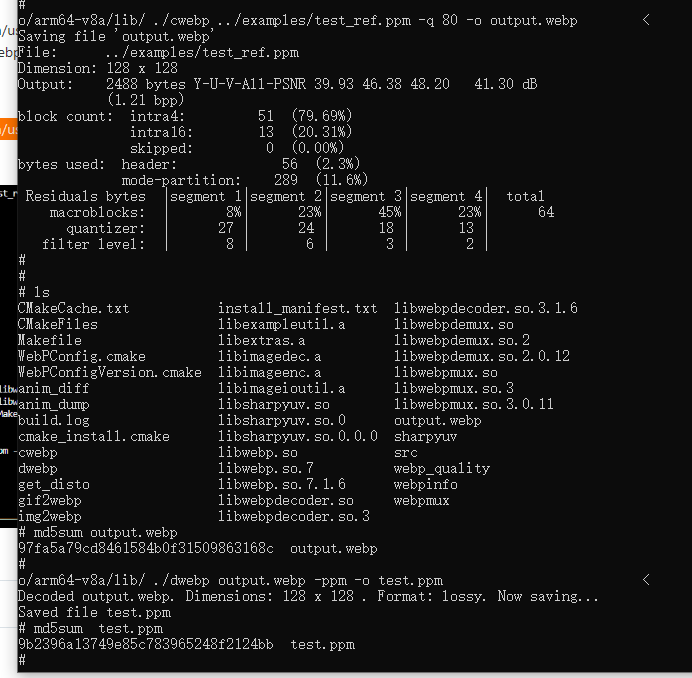 #
o/arm64-v8a/lib/ ./cwebp ../examples/test_ref.ppm -q 80 -o output.webp <
Saving file 'output.webp'
File: ../examples/test_ref.ppm
Dimension: 128 x 128
Output: 2488 bytes Y-U-V-All-PSNR 39.93 46.38 48.20 41.30 dB
(1.21 bpp)
block count: intra4: 51 (79.69%)
intra16: 13 (20.31%)
skipped: 0 (0.00%)
bytes used: header: 56 (2.3%)
mode-partition: 289 (11.6%)
Residuals bytes |segment 1|segment 2|segment 3|segment 4| total
macroblocks: | 8%| 23%| 45%| 23%| 64
quantizer: | 27 | 24 | 18 | 13 |
filter level: | 8 | 6 | 3 | 2 |
#
#
# ls
CMakeCache.txt install_manifest.txt libwebpdecoder.so.3.1.6
CMakeFiles libexampleutil.a libwebpdemux.so
Makefile libextras.a libwebpdemux.so.2
WebPConfig.cmake libimagedec.a libwebpdemux.so.2.0.12
WebPConfigVersion.cmake libimageenc.a libwebpmux.so
anim_diff libimageioutil.a libwebpmux.so.3
anim_dump libsharpyuv.so libwebpmux.so.3.0.11
build.log libsharpyuv.so.0 output.webp
cmake_install.cmake libsharpyuv.so.0.0.0 sharpyuv
cwebp libwebp.so src
dwebp libwebp.so.7 webp_quality
get_disto libwebp.so.7.1.6 webpinfo
gif2webp libwebpdecoder.so webpmux
img2webp libwebpdecoder.so.3
# md5sum output.webp
97fa5a79cd8461584b0f31509863168c output.webp
#
o/arm64-v8a/lib/ ./dwebp output.webp -ppm -o test.ppm <
Decoded output.webp. Dimensions: 128 x 128 . Format: lossy. Now saving...
Saved file test.ppm
# md5sum test.ppm
9b2396a13749e85c783965248f2124bb test.ppm
#